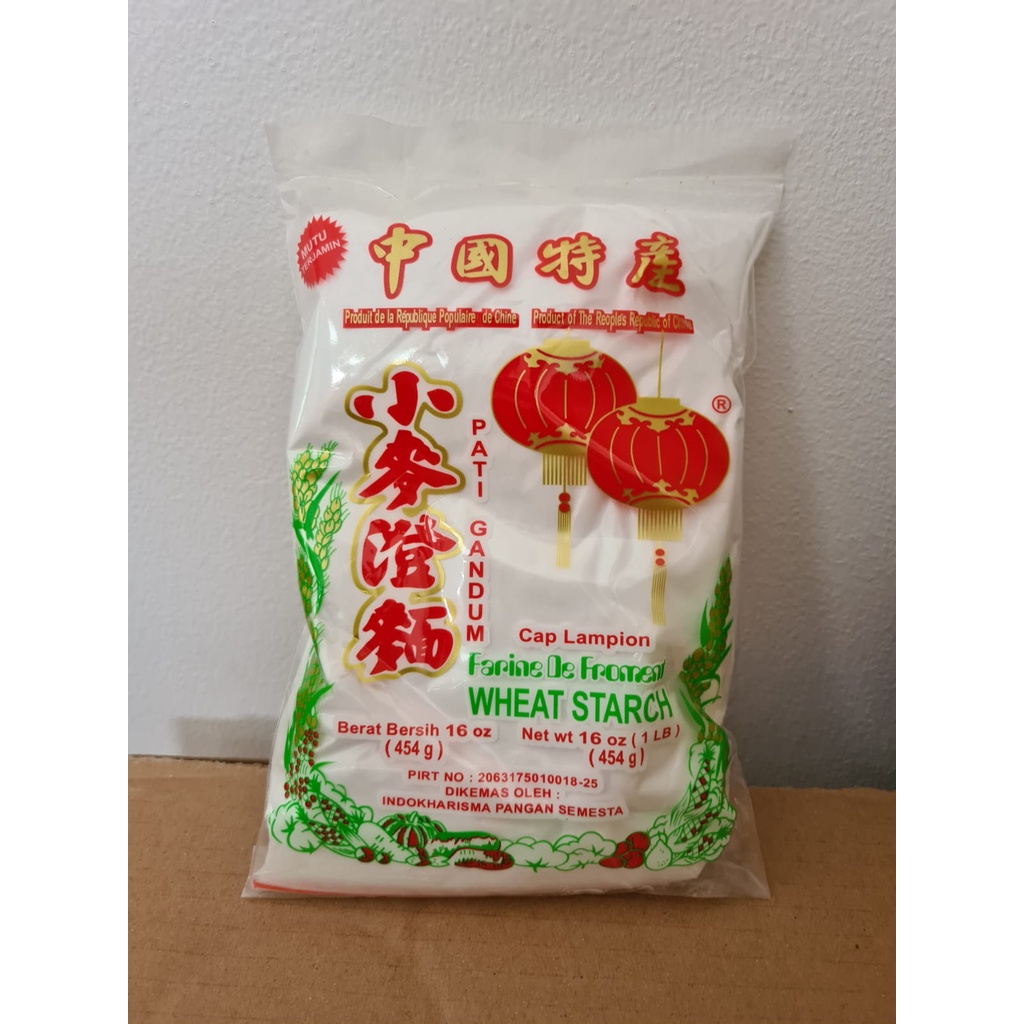 MUTU
TERJAMIN
中國特產
Produit de la République Populaire de Chine
Product of The Reople's Republic of China
小麥澄麵
PATI GANDUM
®
Cap Lampion
Farine De Froment
WHEAT STARCH
Berat Bersih 16 oz
( 454 g )
Net wt 16 oz ( 1 LB )
( 454 g )
PIRT NO : 2063175010018-25
DIKEMAS OLEH :
INDOKHARISMA PANGAN SEMESTA